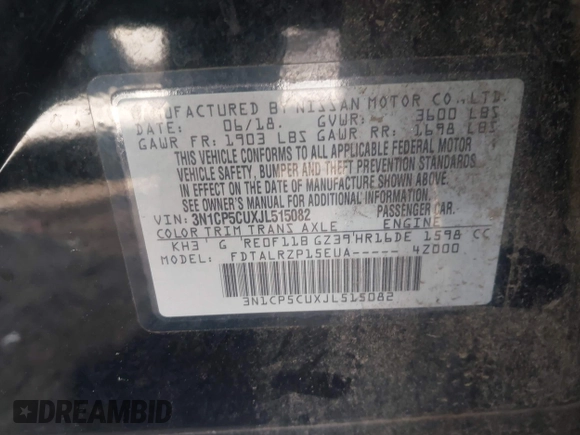 MANUFACTURED BY NISSAN MOTOR CO., LTD.
DATE: 06/18. GVWR: 3600 LBS
GAWR FR: 1903 LBS GAWR RR: 1698 LBS
THIS VEHICLE CONFORMS TO ALL APPLICABLE FEDERAL MOTOR
VEHICLE SAFETY, BUMPER AND THEFT PREVENTION STANDARDS
IN EFFECT ON THE DATE OF MANUFACTURE SHOWN ABOVE.
SEE OWNER'S MANUAL FOR ADDITIONAL INFORMATION.
VIN: 3N1CP5CUXJL515082 PASSENGER CAR.
COLOR TRIM TRANS AXLE ENGINE
KH3 G RE0F11B GZ39 HR16DE 1598 CC
MODEL: FDTALRZP15EUA----- 4Z000
3N1CP5CUXJL515082
DREAMBID